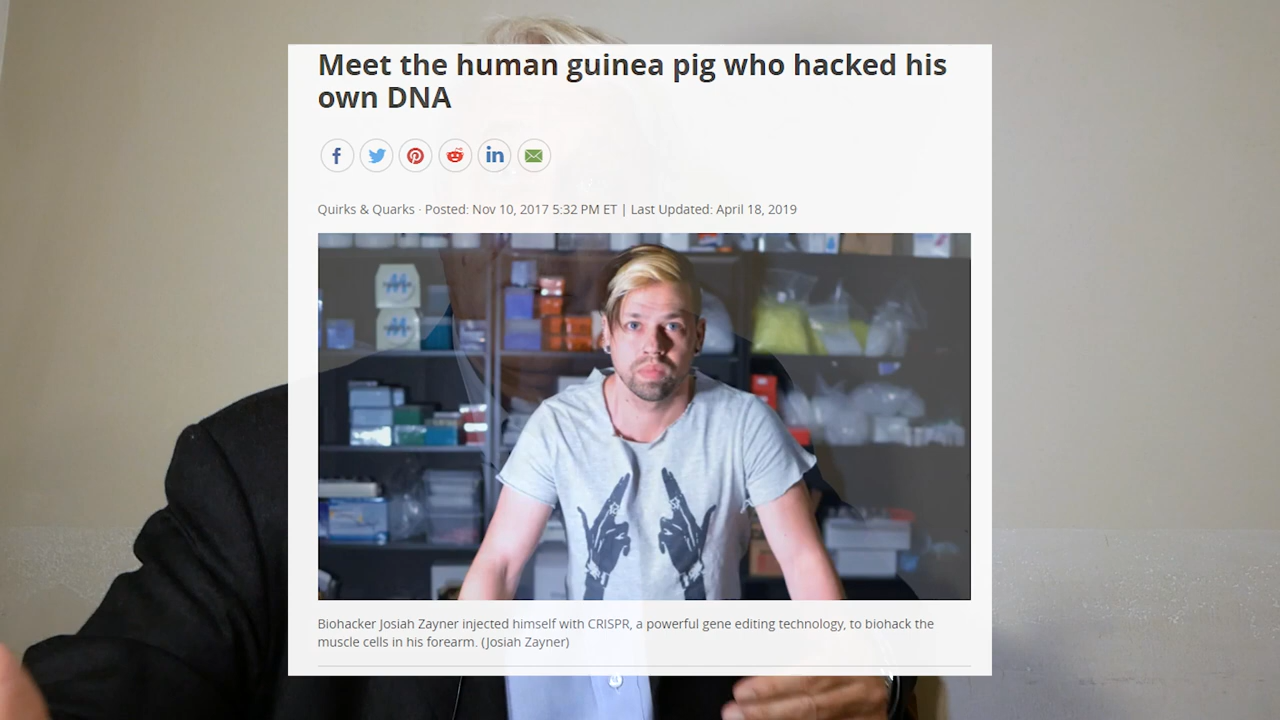 Meet the human guinea pig who hacked his
own DNA
Quirks & Quarks · Posted: Nov 10, 2017 5:32 PM ET | Last Updated: April 18, 2019
Biohacker Josiah Zayner injected himself with CRISPR, a powerful gene editing technology, to biohack the
muscle cells in his forearm. (Josiah Zayner)